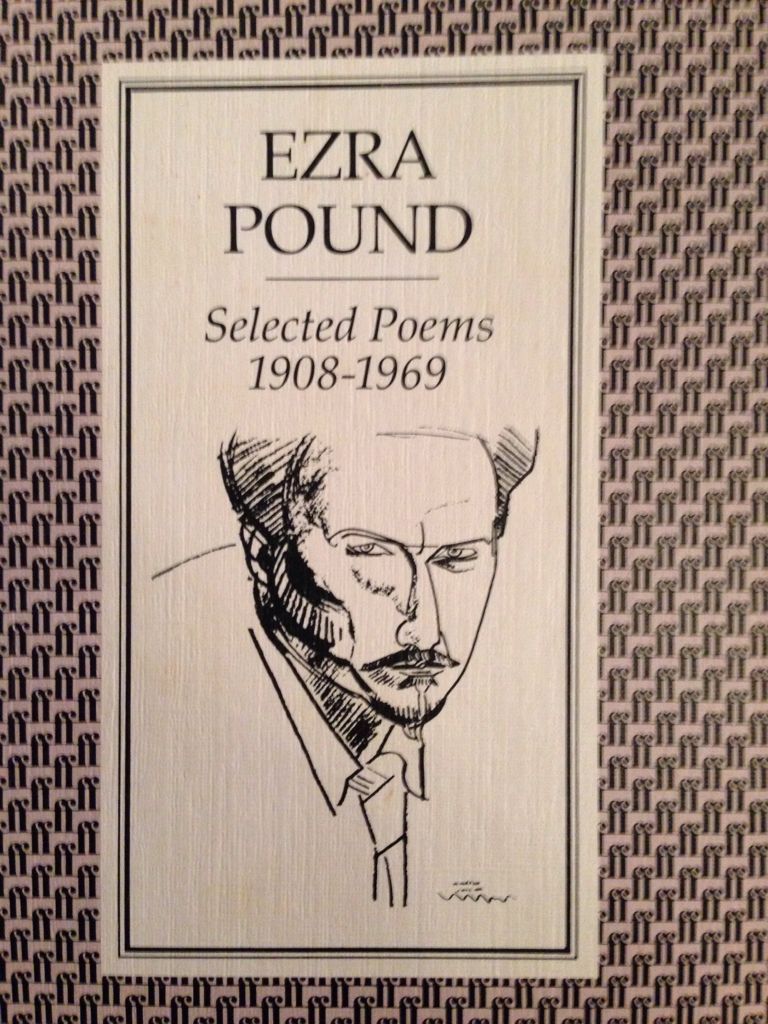 EZRA
POUND
Selected Poems
1908-1969